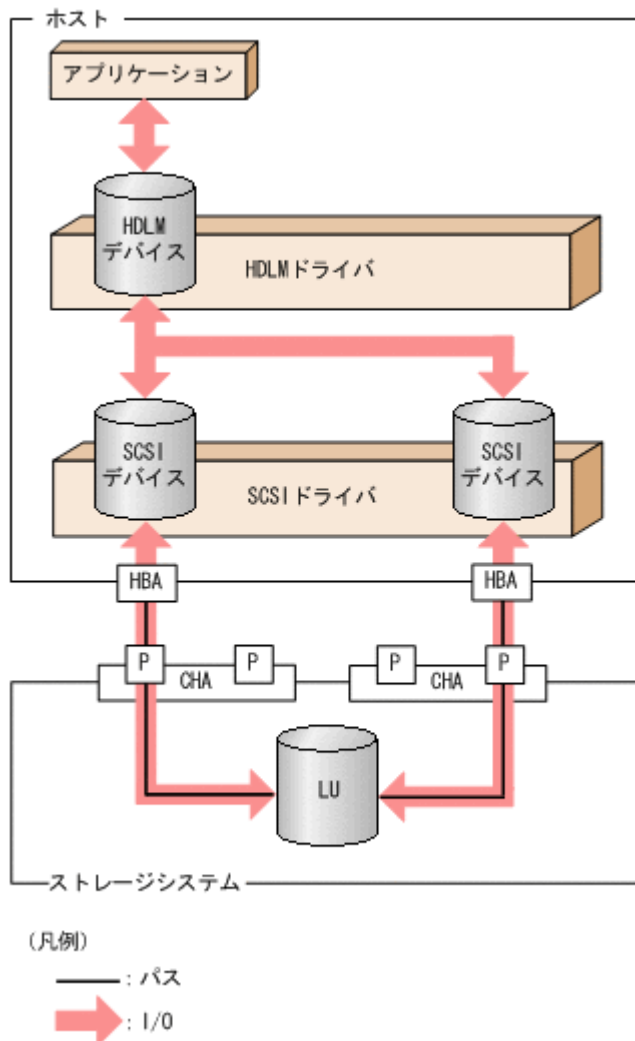 ホスト
アプリケーション
HDLM
デバイス
HDLMドライバ
SCSI
デバイス
SCSIドライバ
SCSI
デバイス
HBA
HBA
P
P
P
P
CHA
CHA
LU
ストレージシステム
(凡例)
: パス
: I/O